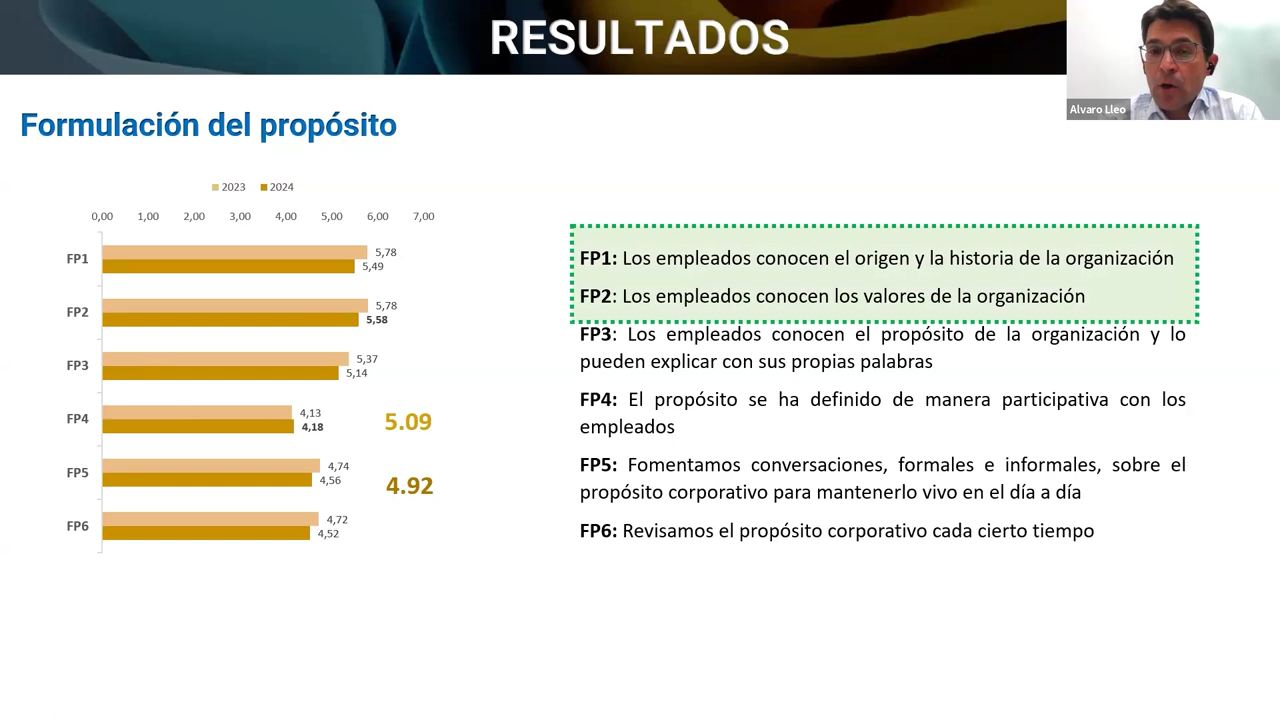 RESULTADOS
Alvaro Lleo
Formulación del propósito
2023 2024
0,00 1,00 2,00 3,00 4,00 5,00 6,00 7,00
FP1 5,78
5,49
FP2 5,78
5,58
FP3 5,37
5,14
FP4 4,13
4,18
5.09
FP5 4,74
4,56
4.92
FP6 4,72
4,52
FP1: Los empleados conocen el origen y la historia de la organización
FP2: Los empleados conocen los valores de la organización
FP3: Los empleados conocen el propósito de la organización y lo
pueden explicar con sus propias palabras
FP4: El propósito se ha definido de manera participativa con los
empleados
FP5: Fomentamos conversaciones, formales e informales, sobre el
propósito corporativo para mantenerlo vivo en el día a día
FP6: Revisamos el propósito corporativo cada cierto tiempo